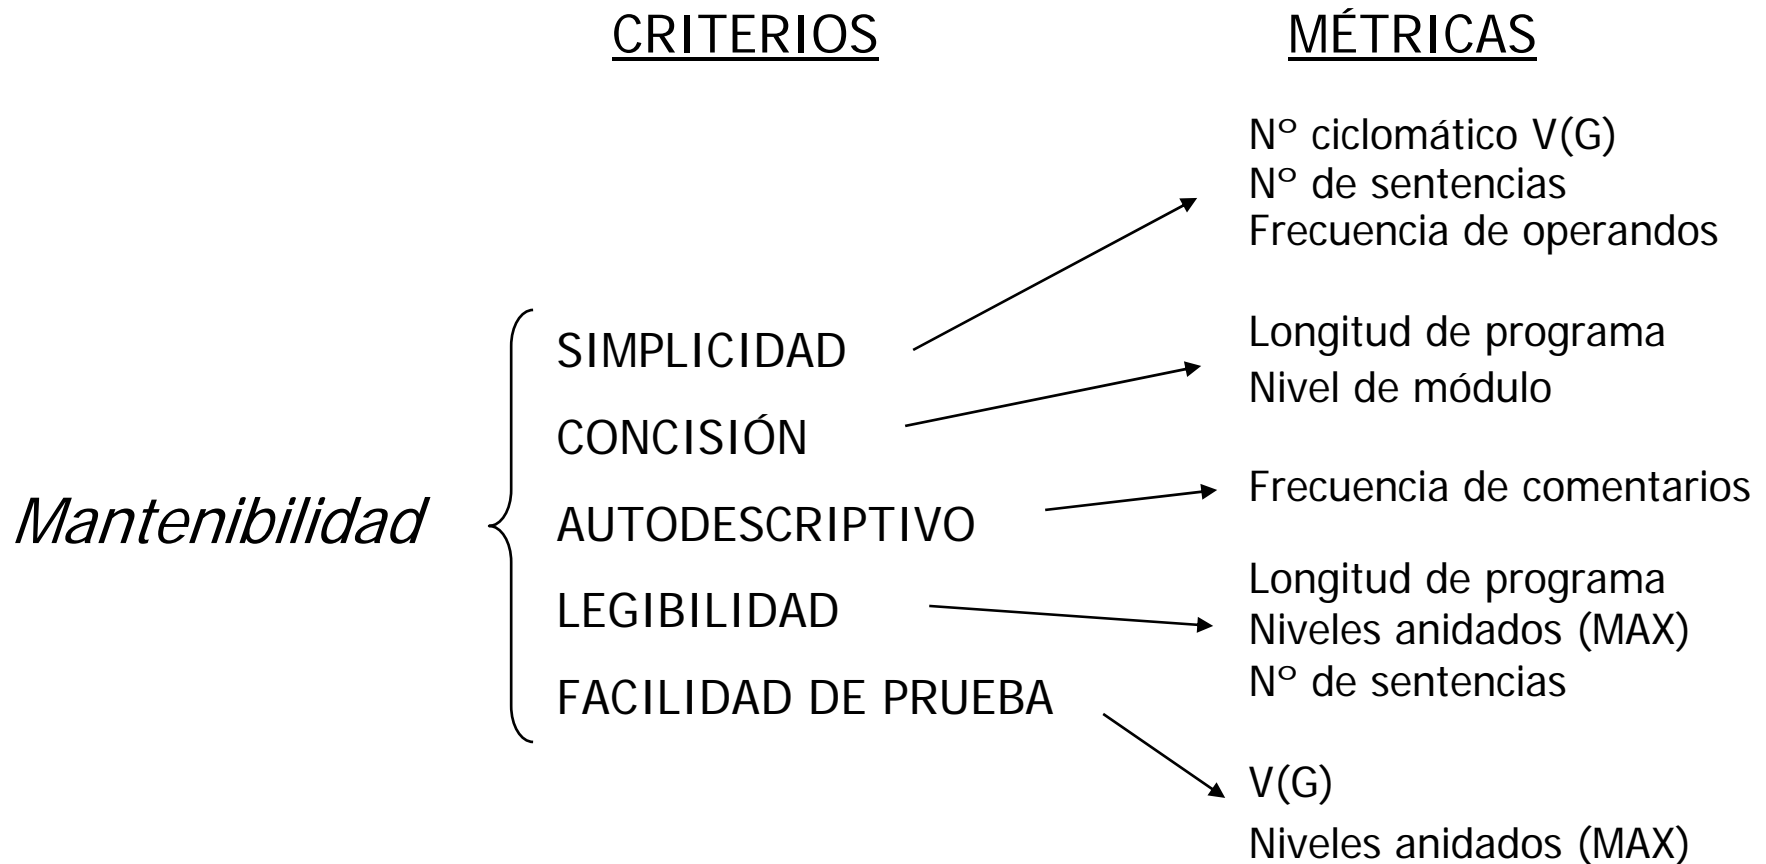 CRITERIOS
MÉTRICAS
Mantenibilidad
SIMPLICIDAD
CONCISIÓN
AUTODESCRIPTIVO
LEGIBILIDAD
FACILIDAD DE PRUEBA
Nº ciclomático V(G)
Nº de sentencias
Frecuencia de operandos
Longitud de programa
Nivel de módulo
Frecuencia de comentarios
Longitud de programa
Niveles anidados (MAX)
Nº de sentencias
V(G)
Niveles anidados (MAX)